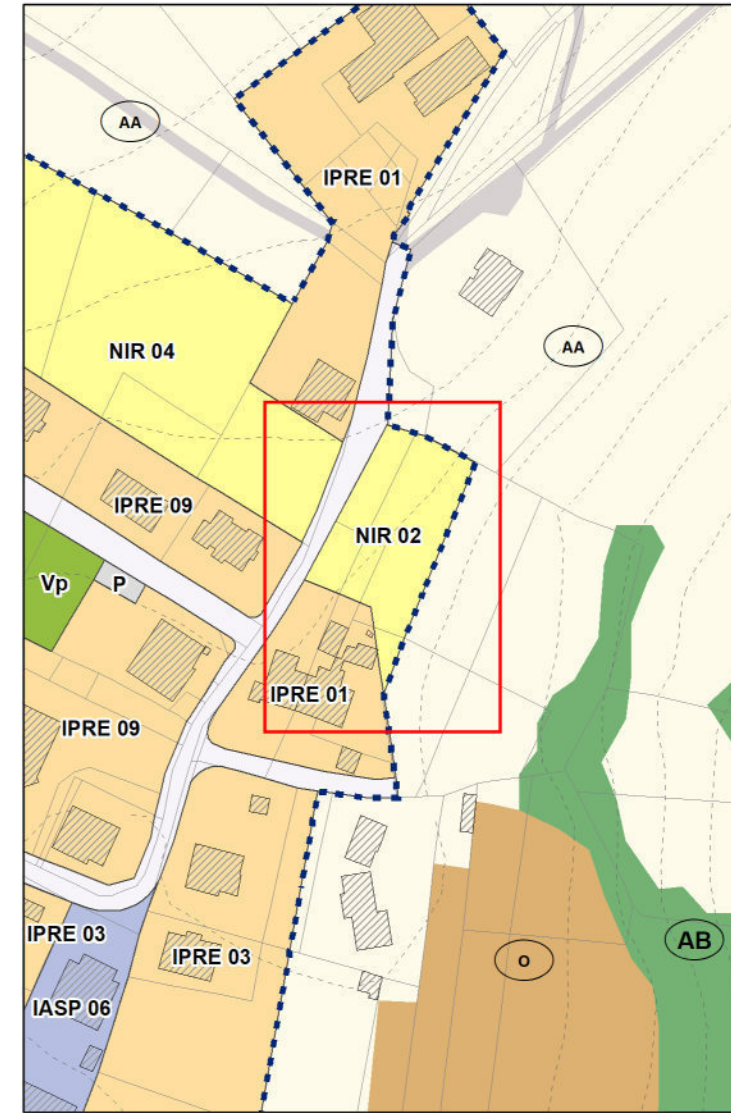 AA
IPRE 01
NIR 04
AA
IPRE 09
NIR 02
Vp
P
IPRE 01
IPRE 09
IPRE 03
IPRE 03
AB
O
IASP 06